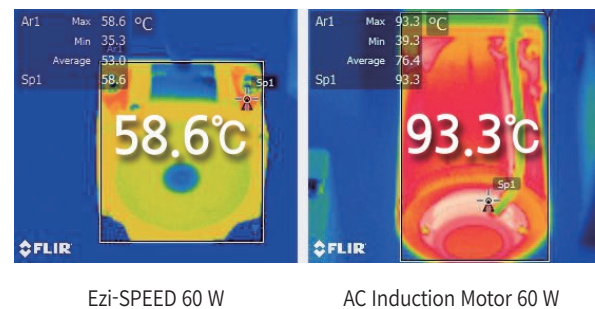 Ar1 Max 58.6 °C
Min 35.3
Ar1
Average 53.0
Sp1 58.6
Sp1
58.6℃
FLIR
Ar1 Max 93.3 °C
Min 39.3
Average 76.4
Sp1 93.3
93.3℃
Sp1
FLIR
Ezi-SPEED 60 W
AC Induction Motor 60 W